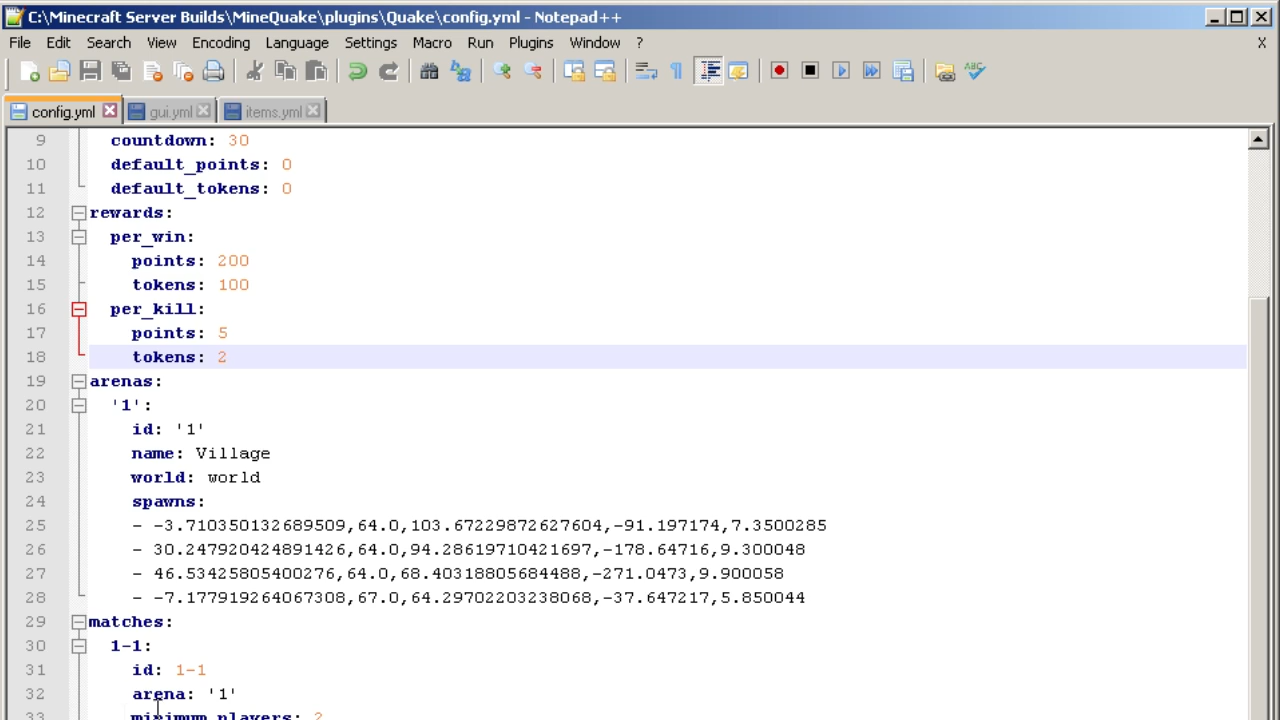 C:\Minecraft Server Builds\MineQuake\plugins\Quake\config.yml - Notepad++
File Edit Search View Encoding Language Settings Macro Run Plugins Window ? X
ABC
config.yml gui.yml items.yml
9 countdown: 30
10 default_points: 0
11 default_tokens: 0
12 rewards:
13 per_win:
14 points: 200
15 tokens: 100
16 per_kill:
17 points: 5
18 tokens: 2
19 arenas:
20 '1':
21 id: '1'
22 name: Village
23 world: world
24 spawns:
25 - -3.710350132689509,64.0,103.67229872627604,-91.197174,7.3500285
26 - 30.247920424891426,64.0,94.28619710421697,-178.64716,9.300048
27 - 46.53425805400276,64.0,68.40318805684488,-271.0473,9.900058
28 - -7.177919264067308,67.0,64.29702203238068,-37.647217,5.850044
29 matches:
30 1-1:
31 id: 1-1
32 arena: '1'
33 minimum_players: 2